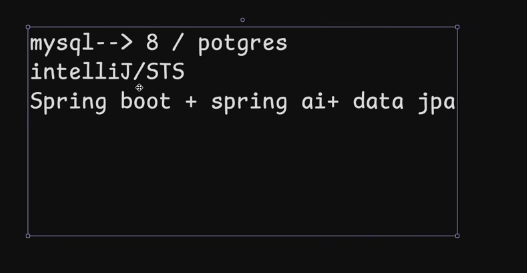 mysql--> 8 / potgres
intelliJ/STS
Spring boot + spring ai+ data jpa